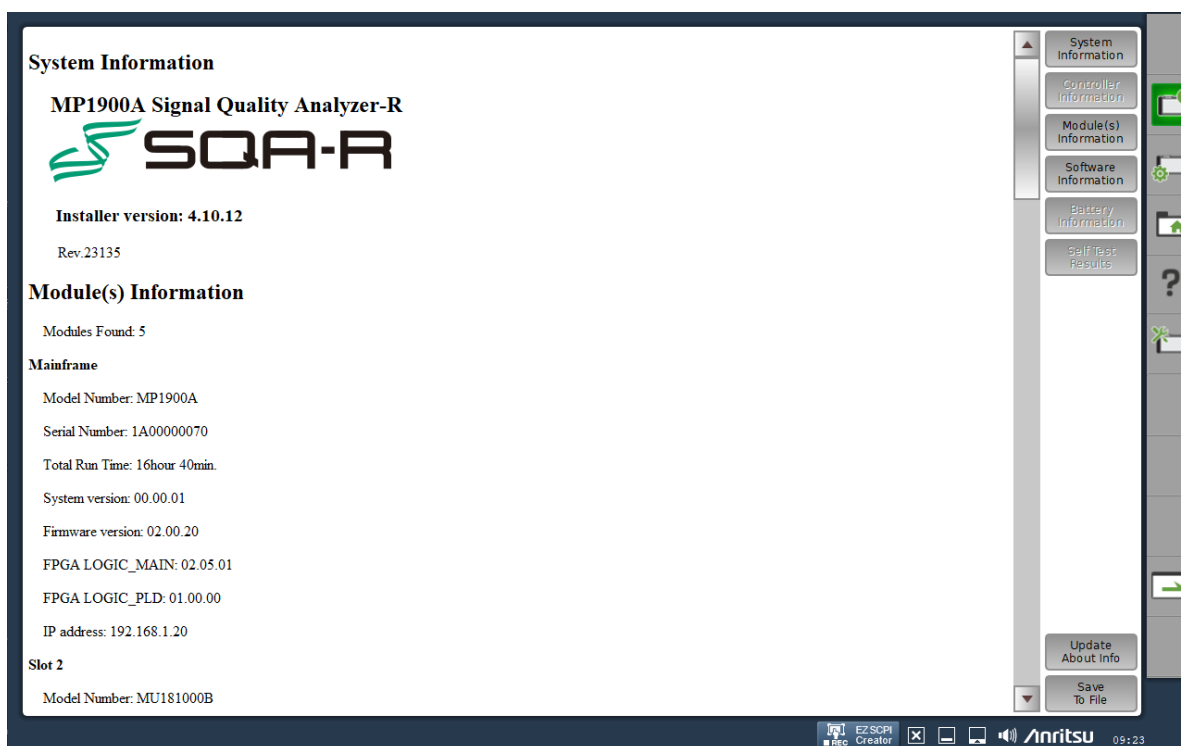 System Information
MP1900A Signal Quality Analyzer-R
SQA-R
Installer version: 4.10.12
Rev.23135
Module(s) Information
Modules Found: 5
Mainframe
Model Number: MP1900A
Serial Number: 1A00000070
Total Run Time: 16hour 40min.
System version: 00.00.01
Firmware version: 02.00.20
FPGA LOGIC_MAIN: 02.05.01
FPGA LOGIC_PLD: 01.00.00
IP address: 192.168.1.20
Slot 2
Model Number: MU181000B
System
Information
Controller
Information
Module(s)
Information
Software
Information
Battery
Information
Self Test
Results
?
Update
About Info
Save
To File
REC
EZ SCPI
Creator
Anritsu
09:23